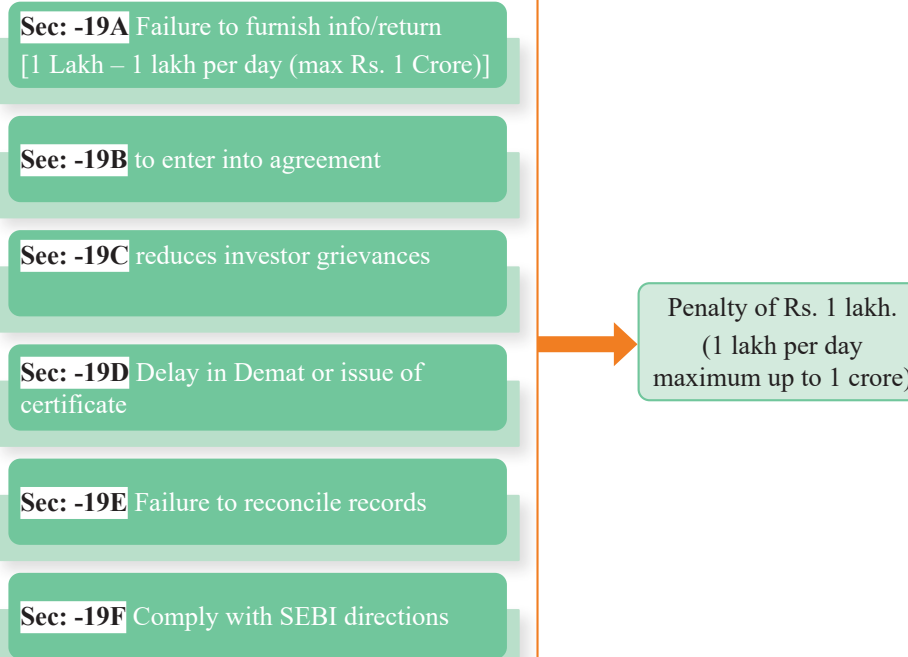 Sec: -19A Failure to furnish info/return
[1 Lakh – 1 lakh per day (max Rs. 1 Crore)]
See: -19B to enter into agreement
See: -19C reduces investor grievances
Sec: -19D Delay in Demat or issue of
certificate
Sec: -19E Failure to reconcile records
Sec: -19F Comply with SEBI directions
Penalty of Rs. 1 lakh.
(1 lakh per day
maximum up to 1 crore)